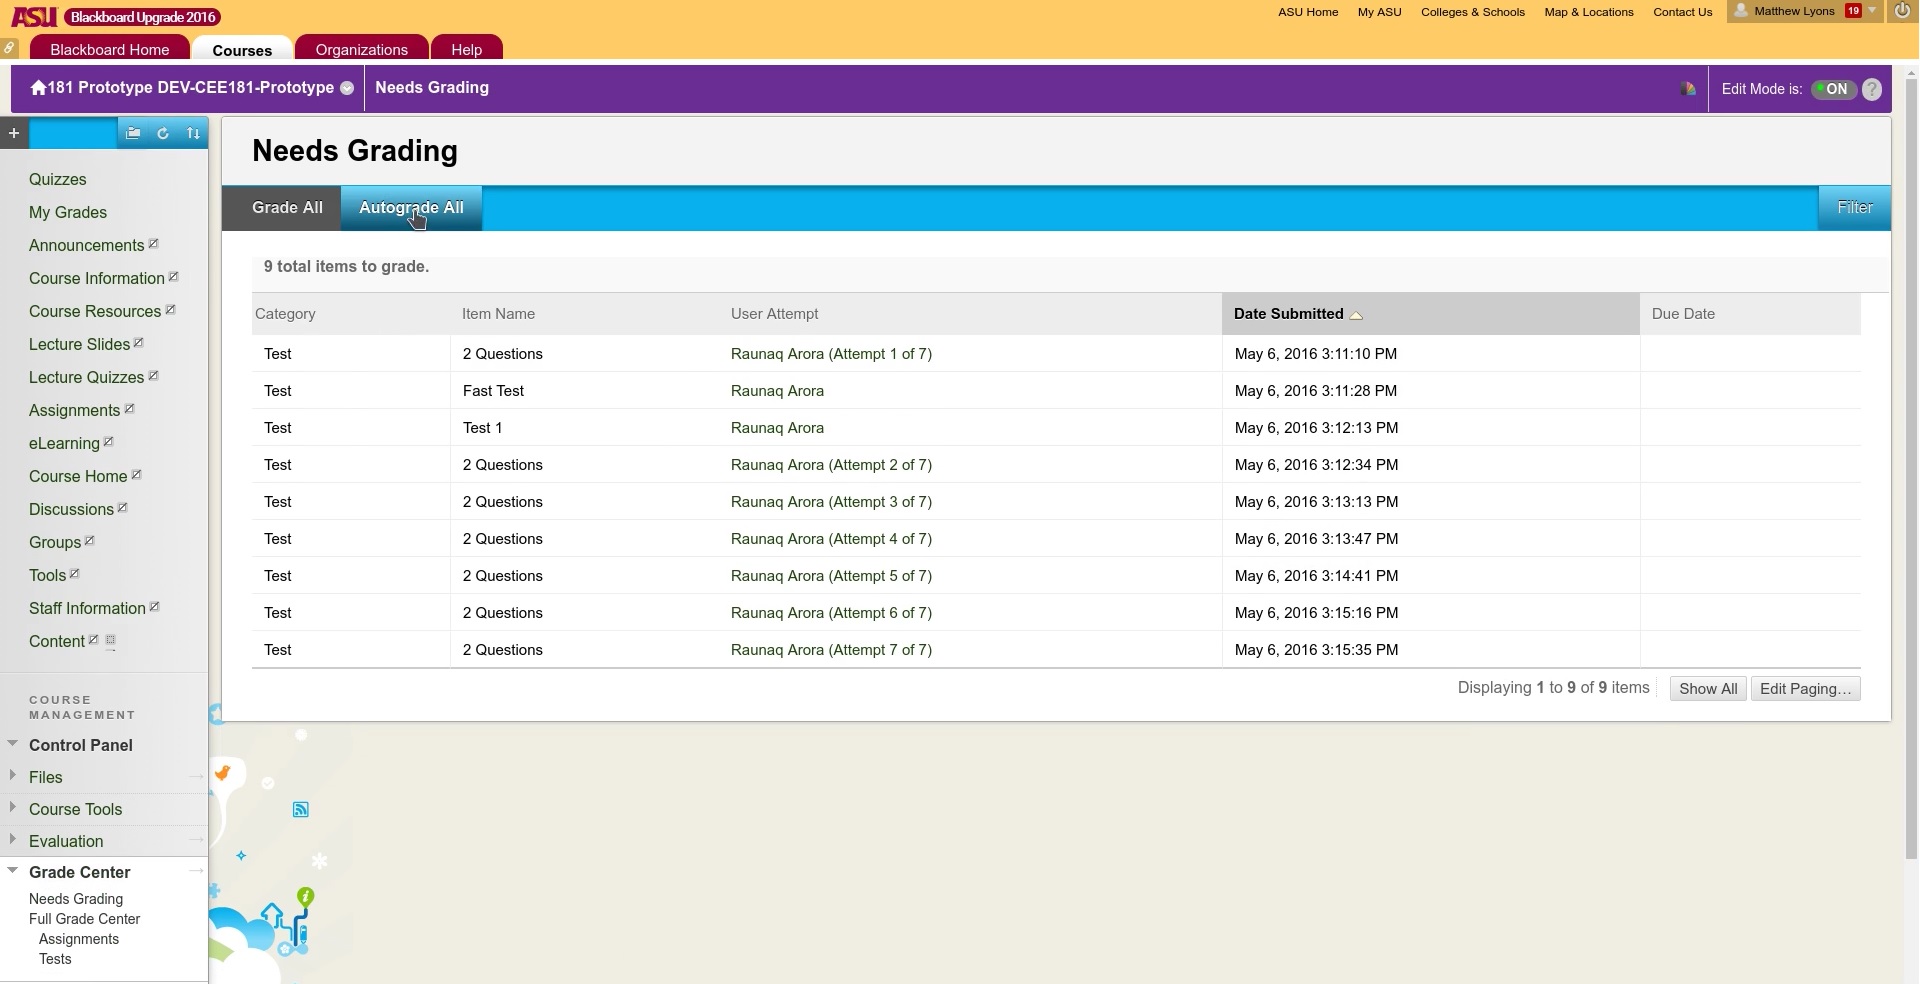 ASU Blackboard Upgrade 2016
ASU Home My ASU Colleges & Schools Map & Locations Contact Us Matthew Lyons 19
Blackboard Home Courses Organizations Help
181 Prototype DEV-CEE181-Prototype Needs Grading Edit Mode is: ON ?
+
Quizzes
My Grades
Announcements
Course Information
Course Resources
Lecture Slides
Lecture Quizzes
Assignments
eLearning
Course Home
Discussions
Groups
Tools
Staff Information
Content
COURSE
MANAGEMENT
Control Panel
Files
Course Tools
Evaluation
Grade Center
Needs Grading
Full Grade Center
Assignments
Tests
Needs Grading
Grade All Autograde All Filter
9 total items to grade.
Category Item Name User Attempt Date Submitted Due Date
Test 2 Questions Raunaq Arora (Attempt 1 of 7) May 6, 2016 3:11:10 PM
Test Fast Test Raunaq Arora May 6, 2016 3:11:28 PM
Test Test 1 Raunaq Arora May 6, 2016 3:12:13 PM
Test 2 Questions Raunaq Arora (Attempt 2 of 7) May 6, 2016 3:12:34 PM
Test 2 Questions Raunaq Arora (Attempt 3 of 7) May 6, 2016 3:13:13 PM
Test 2 Questions Raunaq Arora (Attempt 4 of 7) May 6, 2016 3:13:47 PM
Test 2 Questions Raunaq Arora (Attempt 5 of 7) May 6, 2016 3:14:41 PM
Test 2 Questions Raunaq Arora (Attempt 6 of 7) May 6, 2016 3:15:16 PM
Test 2 Questions Raunaq Arora (Attempt 7 of 7) May 6, 2016 3:15:35 PM
Displaying 1 to 9 of 9 items Show All Edit Paging...